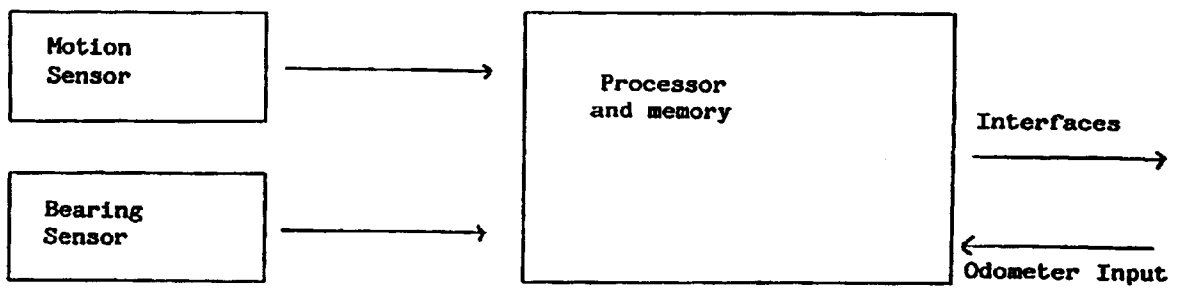 Motion
Sensor
Processor
and memory
Interfaces
Bearing
Sensor
Odometer Input